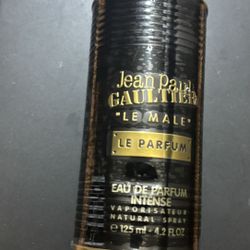 Jean Paul
GAULTIER
"LE MALE"
LE PARFUM
EAU DE PARFUM
INTENSE
VAPORISATEUR
NATURAL SPRAY
℮ 125 ml - 4.2 FL OZ